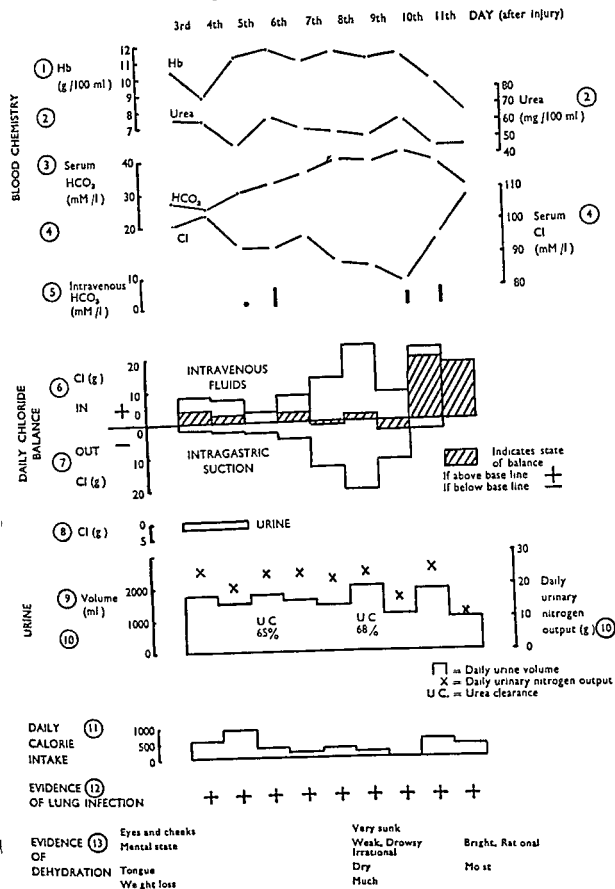 3rd 4th 5th 6th 7th 8th 9th 10th 11th DAY (after injury)
BLOOD CHEMISTRY
① Hb
(g/100 ml)
12
11
10
9
8
7
Hb
②
Urea
80
70
60
50
40
Urea ②
(mg/100 ml)
③ Serum
HCO₃
(mM/l)
40
30
20
HCO₃
④
Cl
110
100
90
80
Serum ④
Cl
(mM/l)
⑤ Intravenous
HCO₃
(mM/l)
10
0
DAILY CHLORIDE
BALANCE
⑥ Cl (g)
IN +
20
10
0
INTRAVENOUS
FLUIDS
⑦ OUT −
Cl (g)
10
20
INTRAGASTRIC
SUCTION
Indicates state
of balance
If above base line +
If below base line −
⑧ Cl (g)
0
5
URINE
URINE
⑨ Volume
(ml)
⑩
2000
1000
0
X X X X X X X X X
U C
65%
U C
68/.
30
20
10
0
Daily
urinary
nitrogen
output (g) ⑩
= Daily urine volume
X = Daily urinary nitrogen output
U C. = Urea clearance
DAILY ⑪
CALORIE
INTAKE
1000
500
0
EVIDENCE ⑫
OF LUNG INFECTION
+ + + + + + + + +
EVIDENCE ⑬
OF
DEHYDRATION
Eyes and cheeks Very sunk
Mental state Weak, Drowsy Bright, Rat onal
Irrational
Tongue Dry Mo st
We ght loss Much